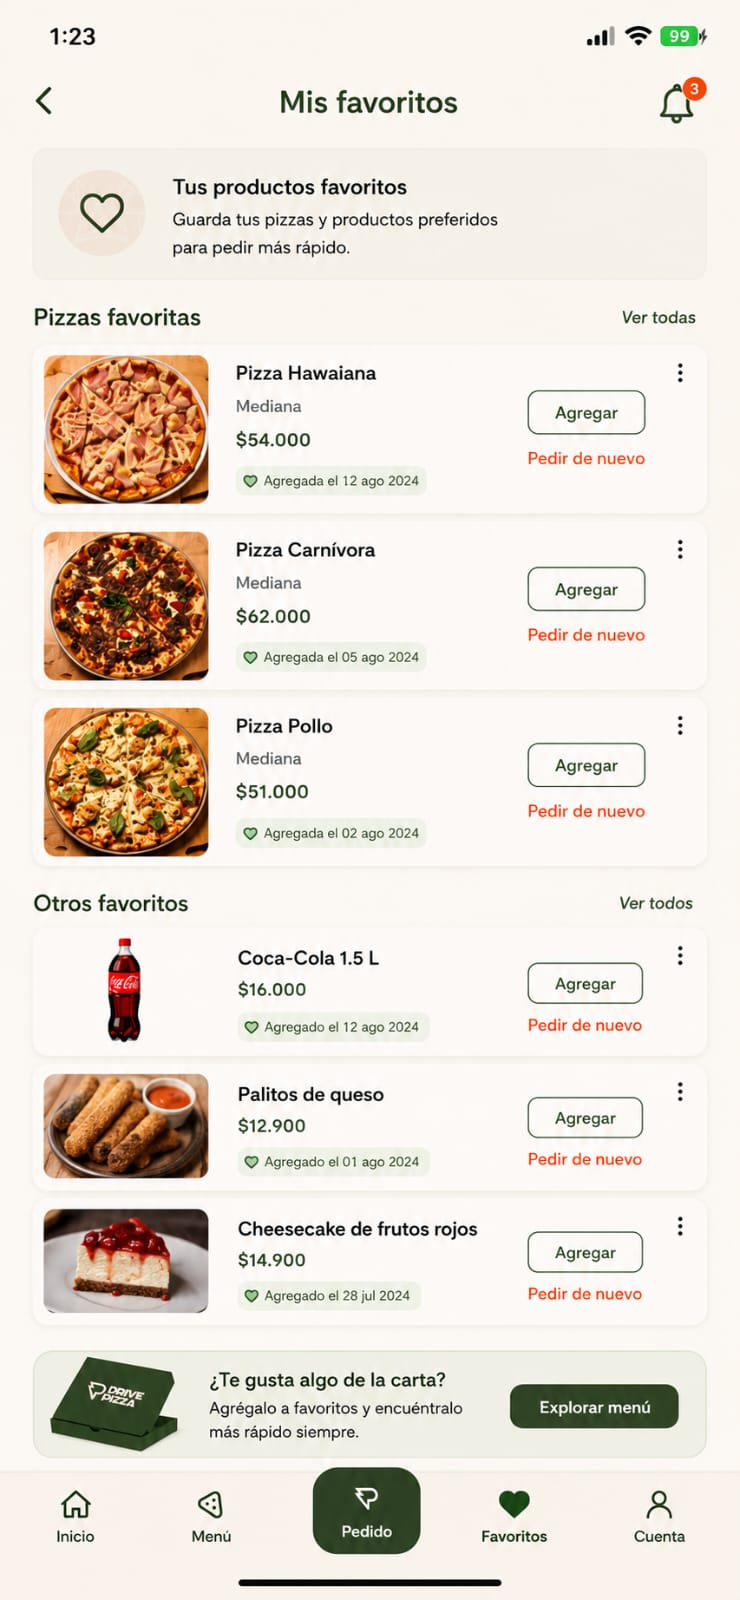 1:23
99
Mis favoritos
3
Tus productos favoritos
Guarda tus pizzas y productos preferidos
para pedir más rápido.
Pizzas favoritas
Ver todas
Pizza Hawaiana
Mediana
$54.000
Agregada el 12 ago 2024
Agregar
Pedir de nuevo
Pizza Carnívora
Mediana
$62.000
Agregada el 05 ago 2024
Agregar
Pedir de nuevo
Pizza Pollo
Mediana
$51.000
Agregada el 02 ago 2024
Agregar
Pedir de nuevo
Otros favoritos
Ver todos
Coca-Cola
Coca-Cola 1.5 L
$16.000
Agregado el 12 ago 2024
Agregar
Pedir de nuevo
Palitos de queso
$12.900
Agregado el 01 ago 2024
Agregar
Pedir de nuevo
Cheesecake de frutos rojos
$14.900
Agregado el 28 jul 2024
Agregar
Pedir de nuevo
DRIVE
PIZZA
¿Te gusta algo de la carta?
Agrégalo a favoritos y encuéntralo
más rápido siempre.
Explorar menú
Inicio
Menú
Pedido
Favoritos
Cuenta